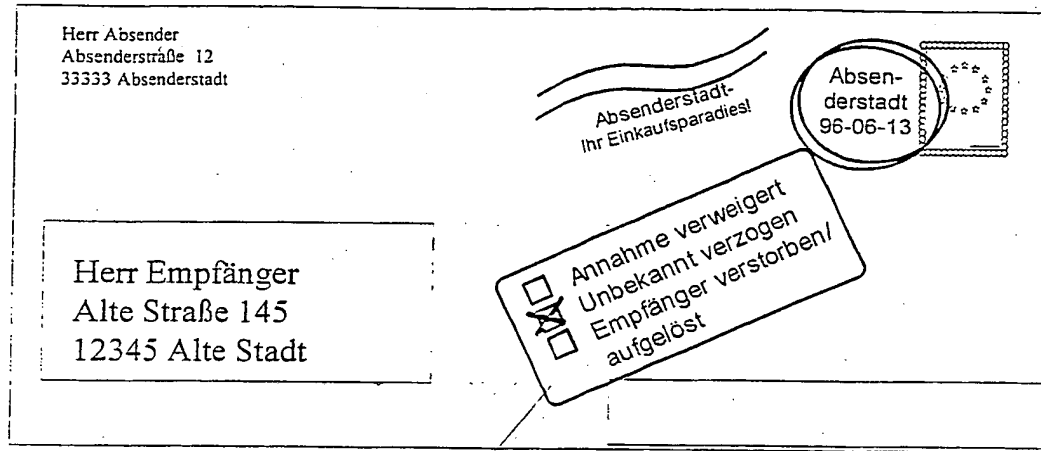 Herr Absender
Absenderstraße 12
33333 Absenderstadt
Absenderstadt-
Ihr Einkaufsparadies!
Absen-
derstadt
96-06-13
Annahme verweigert
Unbekannt verzogen
Empfänger verstorben/
aufgelöst
Herr Empfänger
Alte Straße 145
12345 Alte Stadt